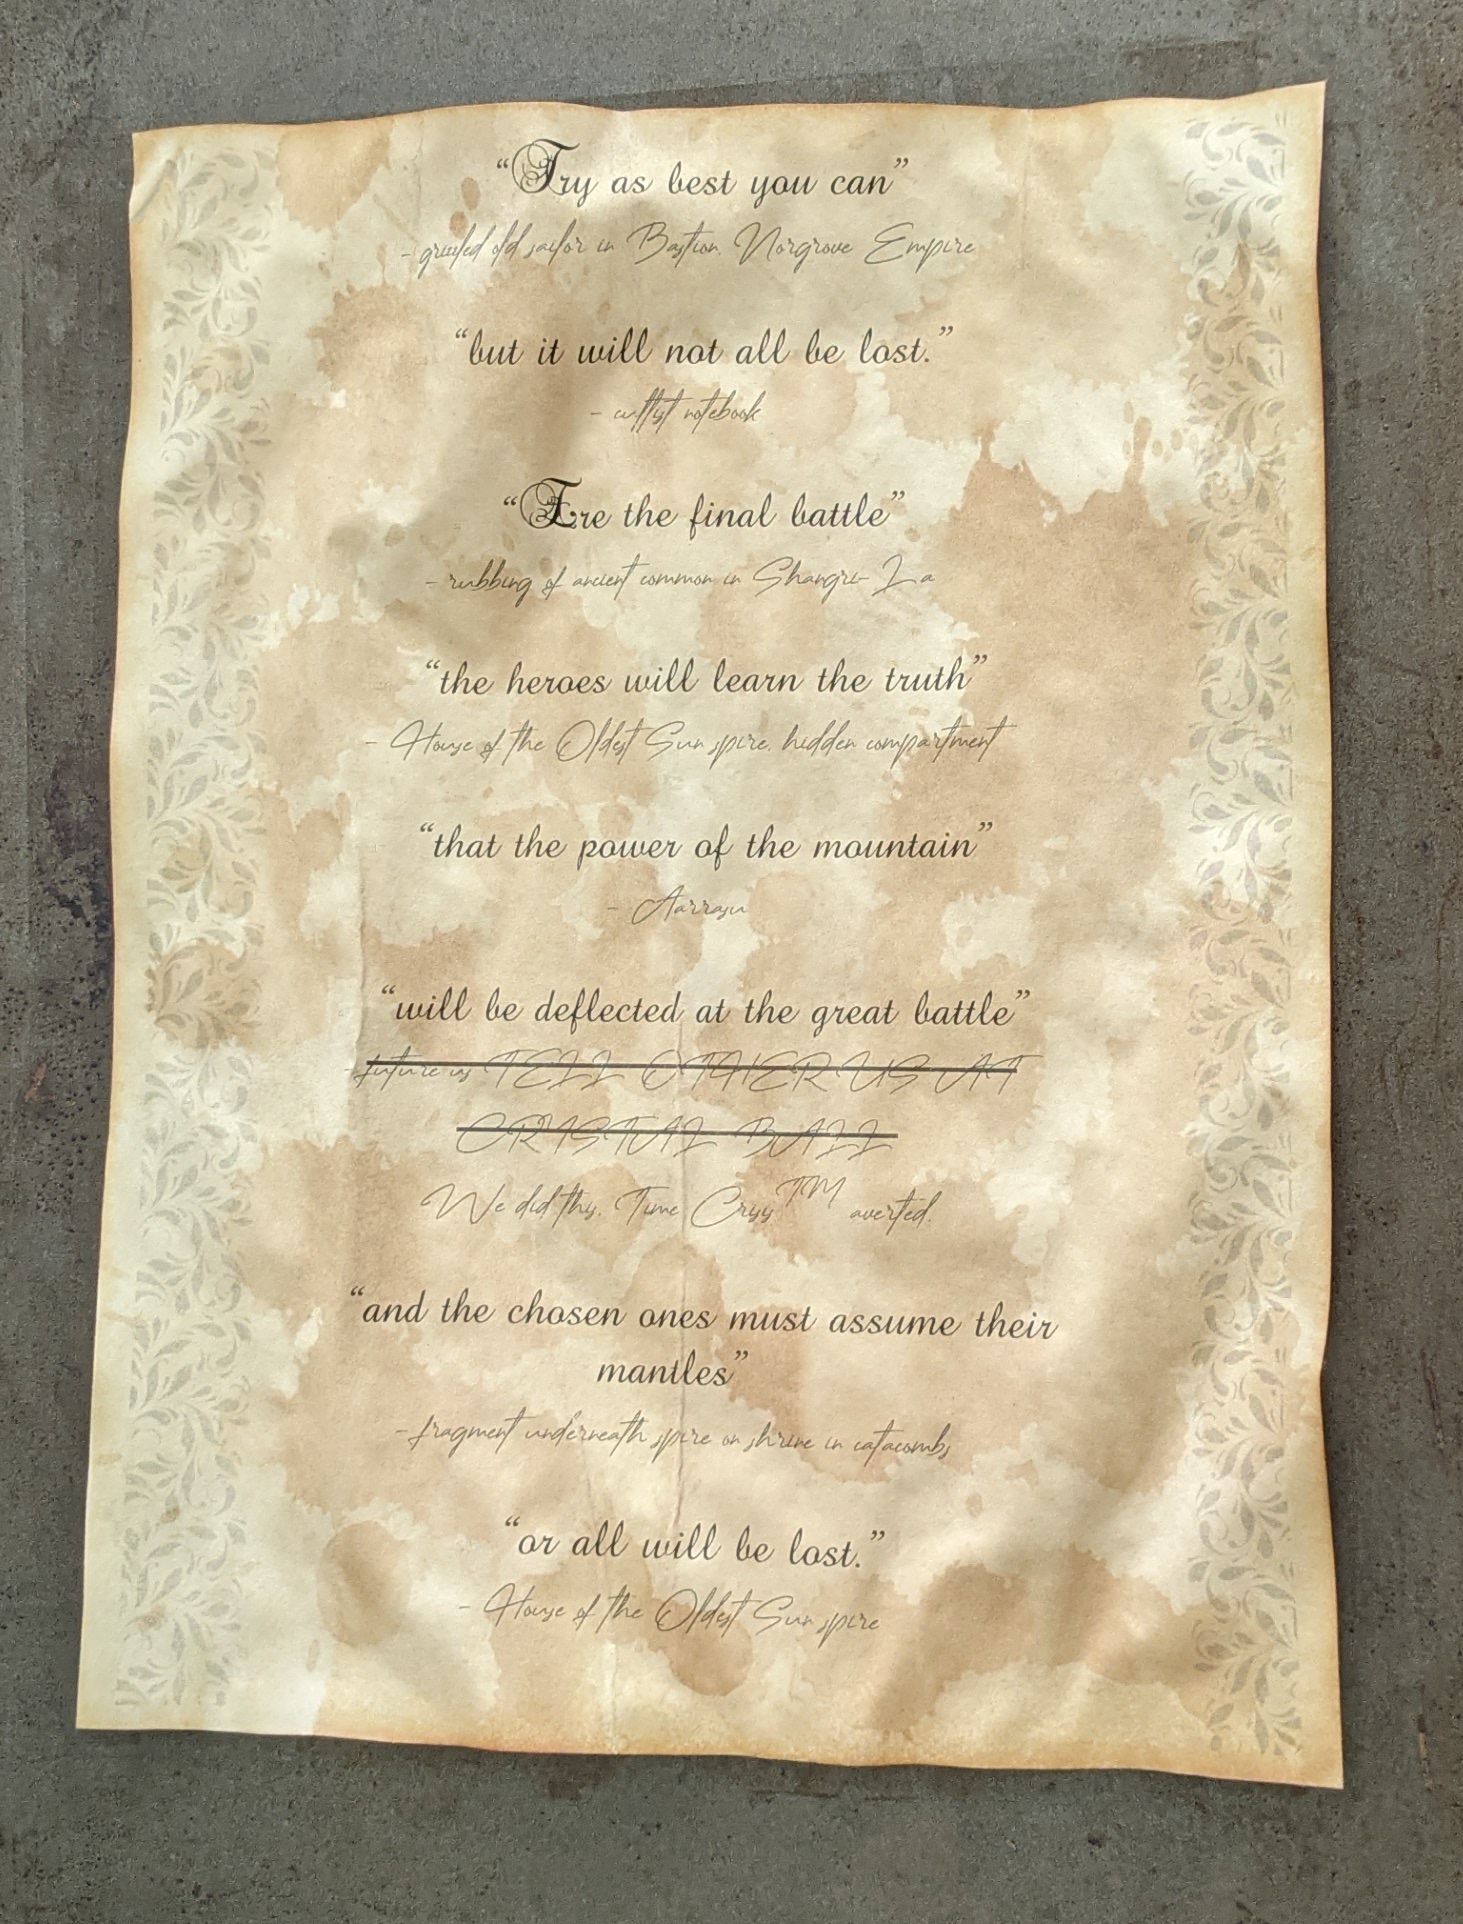 “Try as best you can”
- grizzled old sailor in Bastion, Norgrove Empire
“but it will not all be lost.”
- cultist notebook
“Ere the final battle”
- rubbing of ancient common in Shangri-La
“the heroes will learn the truth”
- House of the Oldest Sun spire, hidden compartment
“that the power of the mountain”
- Aarrasu
“will be deflected at the great battle”
- future us TELL OTHER US AT
CRISTAL BALL
We did this. Time Crisis™ averted.
“and the chosen ones must assume their
mantles”
- fragment underneath spire on shrine in catacombs
“or all will be lost.”
- House of the Oldest Sun spire